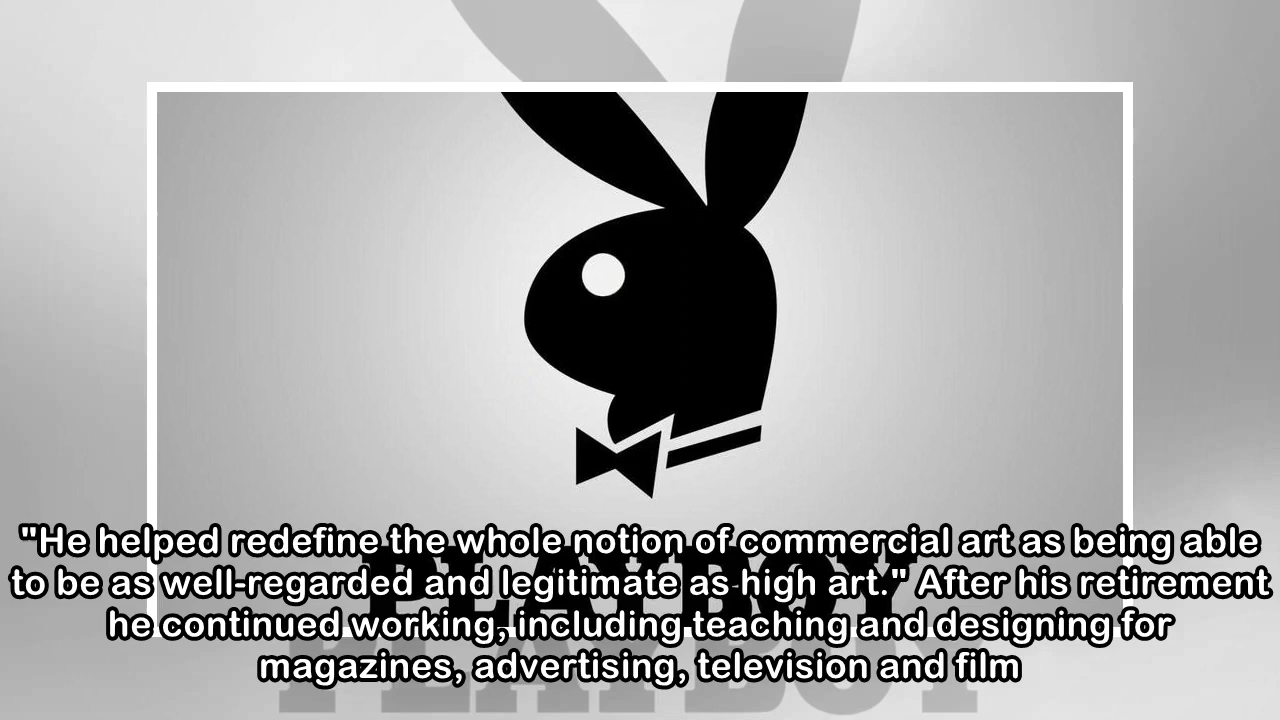 "He helped redefine the whole notion of commercial art as being able
to be as well-regarded and legitimate as high art." After his retirement
he continued working, including teaching and designing for
magazines, advertising, television and film
PLAYBOY
PLAYBOY